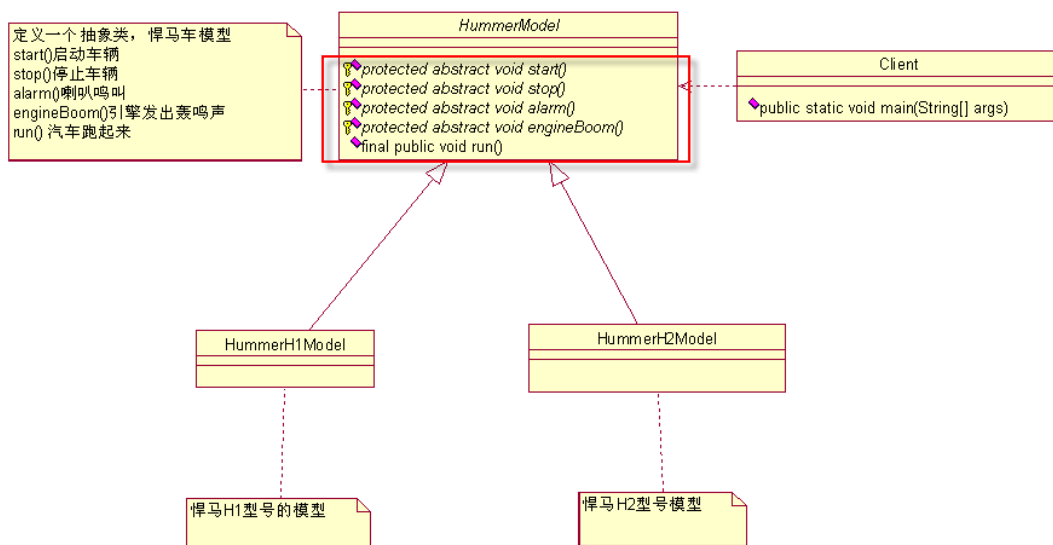 定义一个抽象类，悍马车模型
start()启动车辆
stop()停止车辆
alarm()喇叭鸣叫
engineBoom()引擎发出轰鸣声
run() 汽车跑起来
HummerModel
protected abstract void start()
protected abstract void stop()
protected abstract void alarm()
protected abstract void engineBoom()
final public void run()
Client
public static void main(String[] args)
HummerH1Model
HummerH2Model
悍马H1型号的模型
悍马H2型号模型